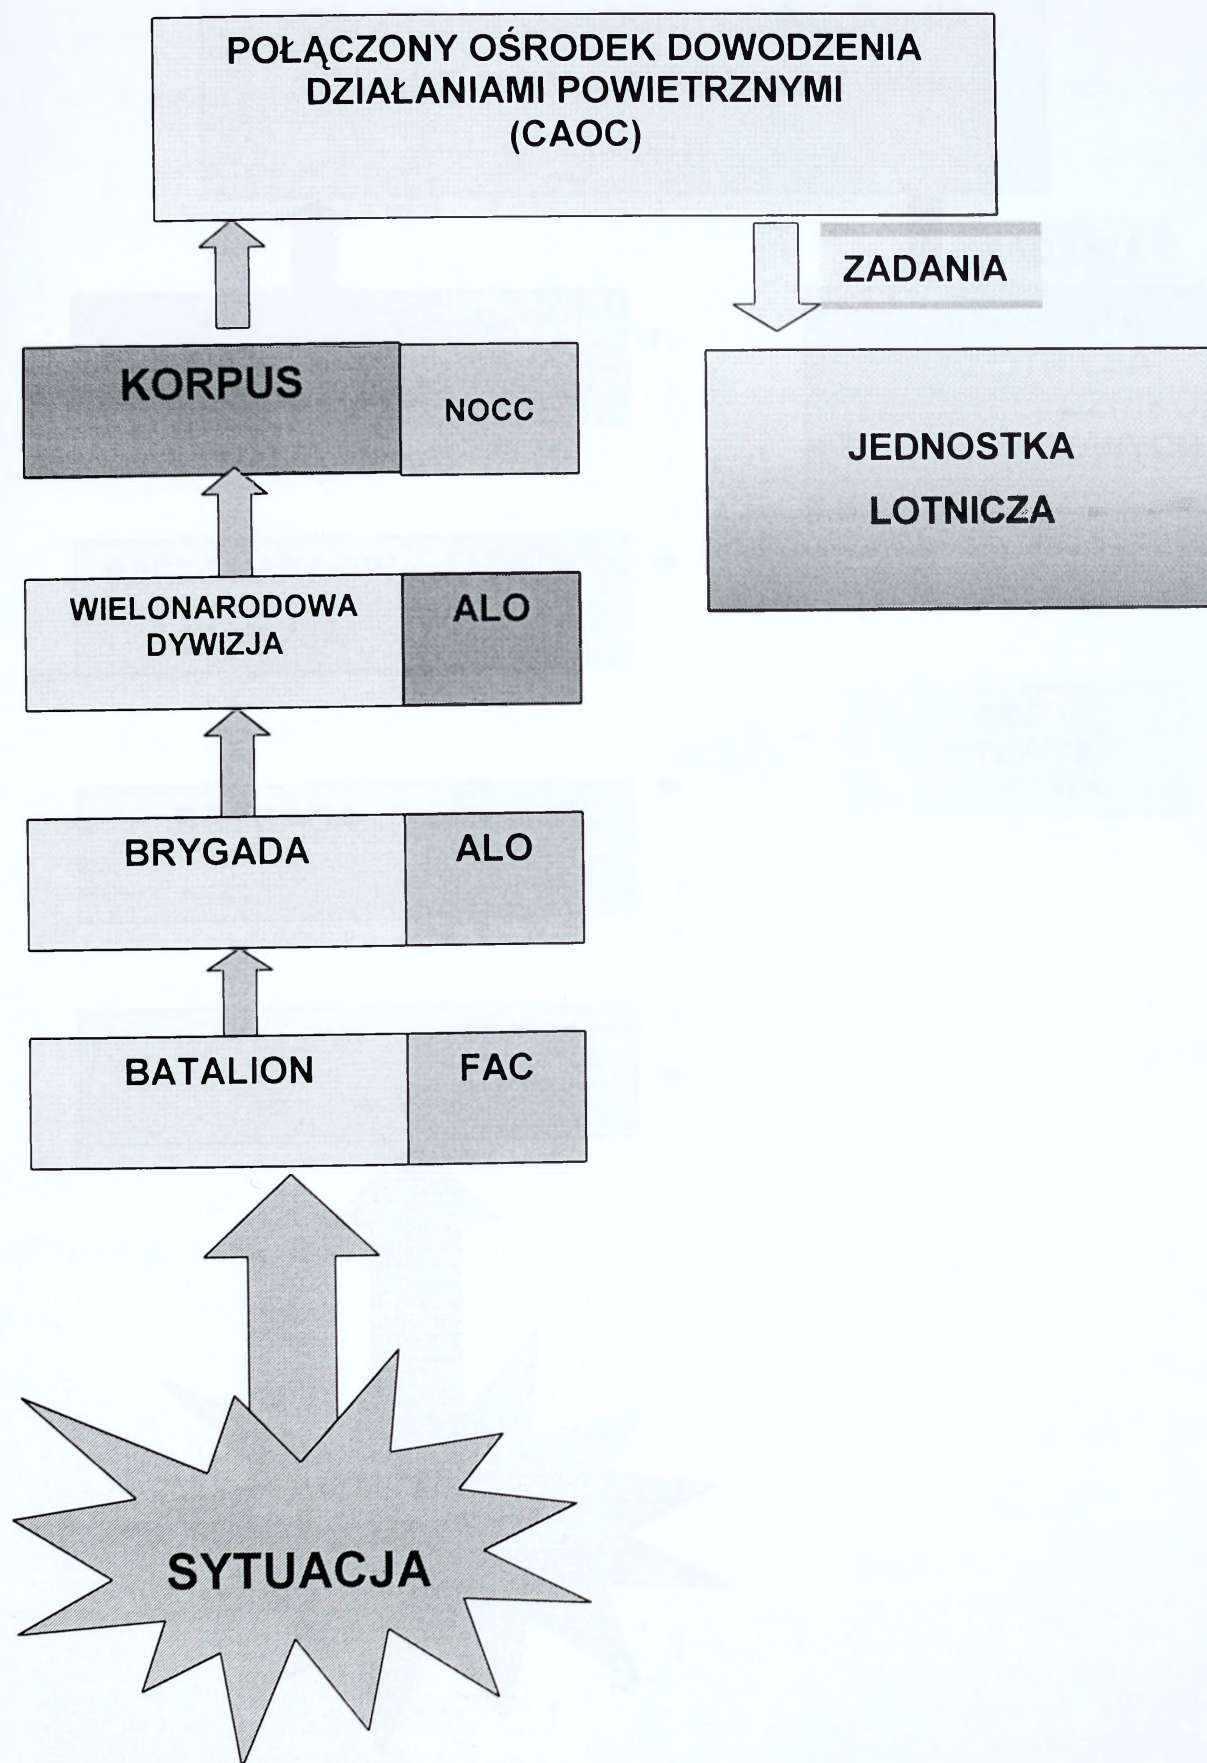 POŁĄCZONY OŚRODEK DOWODZENIA
DZIAŁANIAMI POWIETRZNYMI
(CAOC)
ZADANIA
KORPUS
NOCC
JEDNOSTKA
LOTNICZA
WIELONARODOWA
DYWIZJA
ALO
BRYGADA
ALO
BATALION
FAC
SYTUACJA